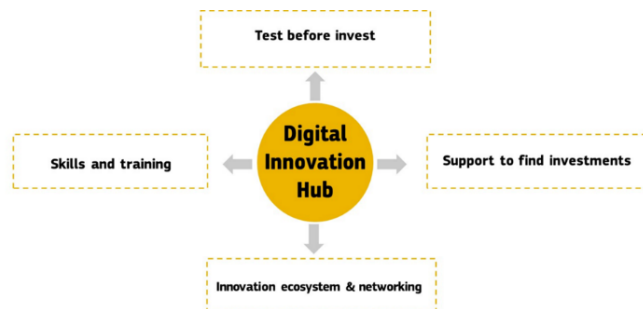 Test before invest
Skills and training
Digital
Innovation
Hub
Support to find investments
Innovation ecosystem & networking